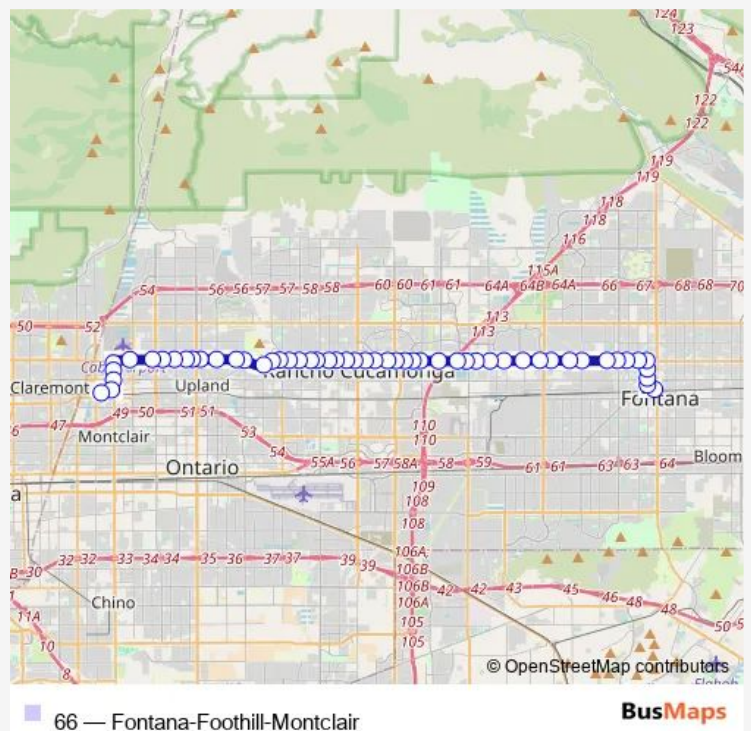 124
123
54A
122
122
119
119
118
118
116
115A
54 56 56 57 57 58 58 60 60 61 61 64A 64B 64A 66 67 68 68 70
113
113
50 52
Rancho Cucamonga
Claremont
Upland
Fontana
49 50 51 51
47
Montclair
53
110
110
54
Ontario
55A 56 57 58A 58 59 61 61 63 63 64
Bloom
a
109
108
108
106A
32 32 33 34 34 35 36 37 37 39 39
B 30
106B
106B 42 42 43 45 46 48 48 50 5
106A
Chino
11A
105
105
10
8
© OpenStreetMap contributors
66 — Fontana-Foothill-Montclair
BusMaps